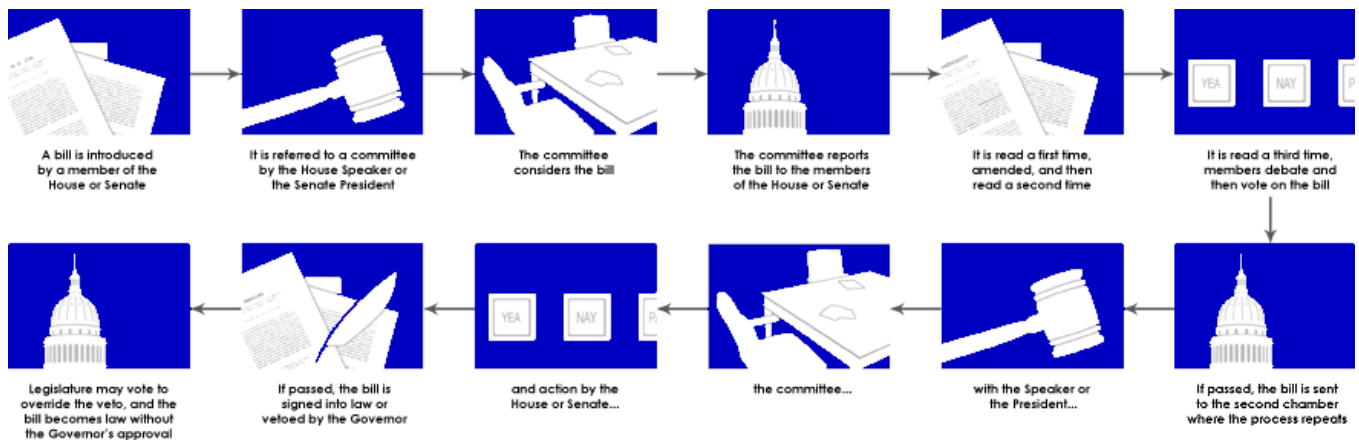 A bill is introduced
by a member of the
House or Senate
It is referred to a committee
by the House Speaker or
the Senate President
The committee
considers the bill
The committee reports
the bill to the members
of the House or Senate
It is read a first time,
amended, and then
read a second time
YEA NAY
It is read a third time,
members debate and
then vote on the bill
If passed, the bill is sent
to the second chamber
where the process repeats
with the Speaker or
the President...
the committee...
YEA NAY
and action by the
House or Senate...
If passed, the bill is
signed into law or
vetoed by the Governor
Legislature may vote to
override the veto, and the
bill becomes law without
the Governor's approval